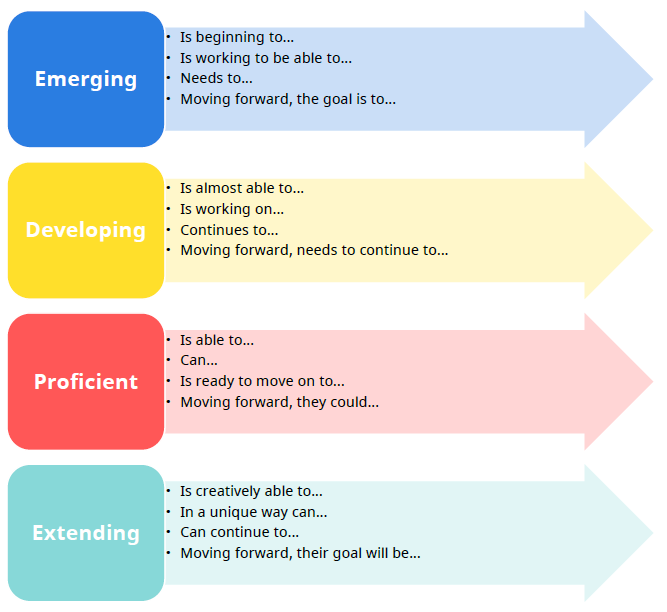 Emerging
• Is beginning to...
• Is working to be able to...
• Needs to...
• Moving forward, the goal is to...
Developing
• Is almost able to...
• Is working on...
• Continues to...
• Moving forward, needs to continue to...
Proficient
• Is able to...
• Can...
• Is ready to move on to...
• Moving forward, they could...
Extending
• Is creatively able to...
• In a unique way can...
• Can continue to...
• Moving forward, their goal will be...